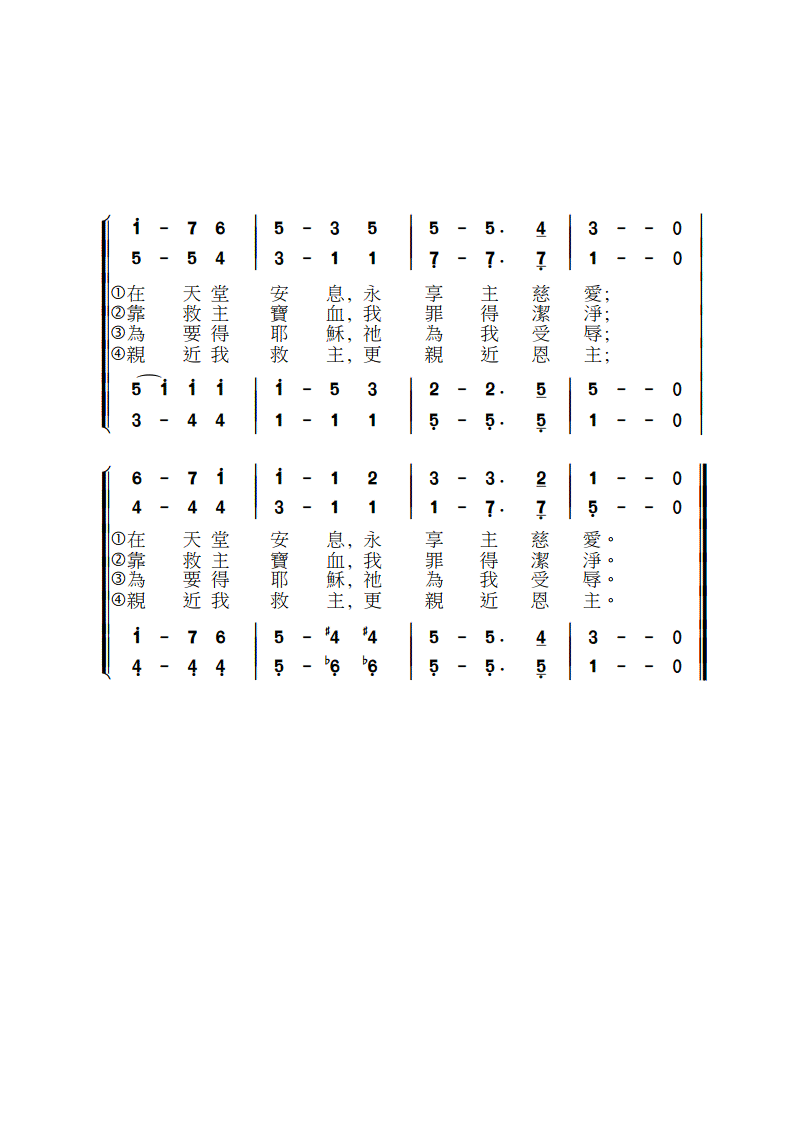 i̇ - 7 6 | 5 - 3 5 | 5 - 5 . 4̲ | 3 - - 0
5 - 5 4 | 3 - 1 1 | 7̣ - 7̣ . 7̣̲ | 1 - - 0
①在 天堂 安 息,永 享 主 慈 愛;
②靠 救主 寶 血,我 罪 得 潔 淨;
③為 要得 耶 穌,祂 為 我 受 辱;
④親 近我 救 主,更 親 近 恩 主;
5 1̇ 1̇ 1̇ | 1̇ - 5 3 | 2 - 2 . 5̲ | 5 - - 0
3 - 4 4 | 1 - 1 1 | 5̣ - 5̣ . 5̣̲ | 1 - - 0
6 - 7 1̇ | 1̇ - 1 2 | 3 - 3 . 2̲ | 1 - - 0
4 - 4 4 | 3 - 1 1 | 1 - 7̣ . 7̣̲ | 5̣ - - 0
①在 天堂 安 息,永 享 主 慈 愛。
②靠 救主 寶 血,我 罪 得 潔 淨。
③為 要得 耶 穌,祂 為 我 受 辱。
④親 近我 救 主,更 親 近 恩 主。
1̇ - 7 6 | 5 - ♯4 ♯4 | 5 - 5 . 4̲ | 3 - - 0
4̣ - 4̣ 4̣ | 5̣ - ♭6̣ ♭6̣ | 5̣ - 5̣ . 5̣̲ | 1 - - 0